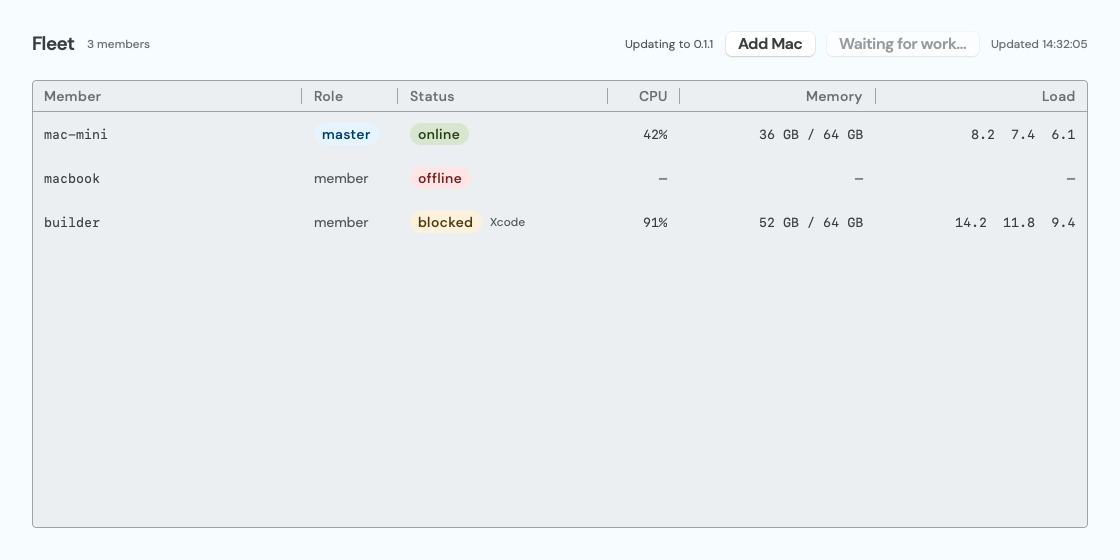 Fleet 3 members Updating to 0.1.1 Add Mac Waiting for work... Updated 14:32:05
Member Role Status CPU Memory Load
mac-mini master online 42% 36 GB / 64 GB 8.2 7.4 6.1
macbook member offline — — —
builder member blocked Xcode 91% 52 GB / 64 GB 14.2 11.8 9.4